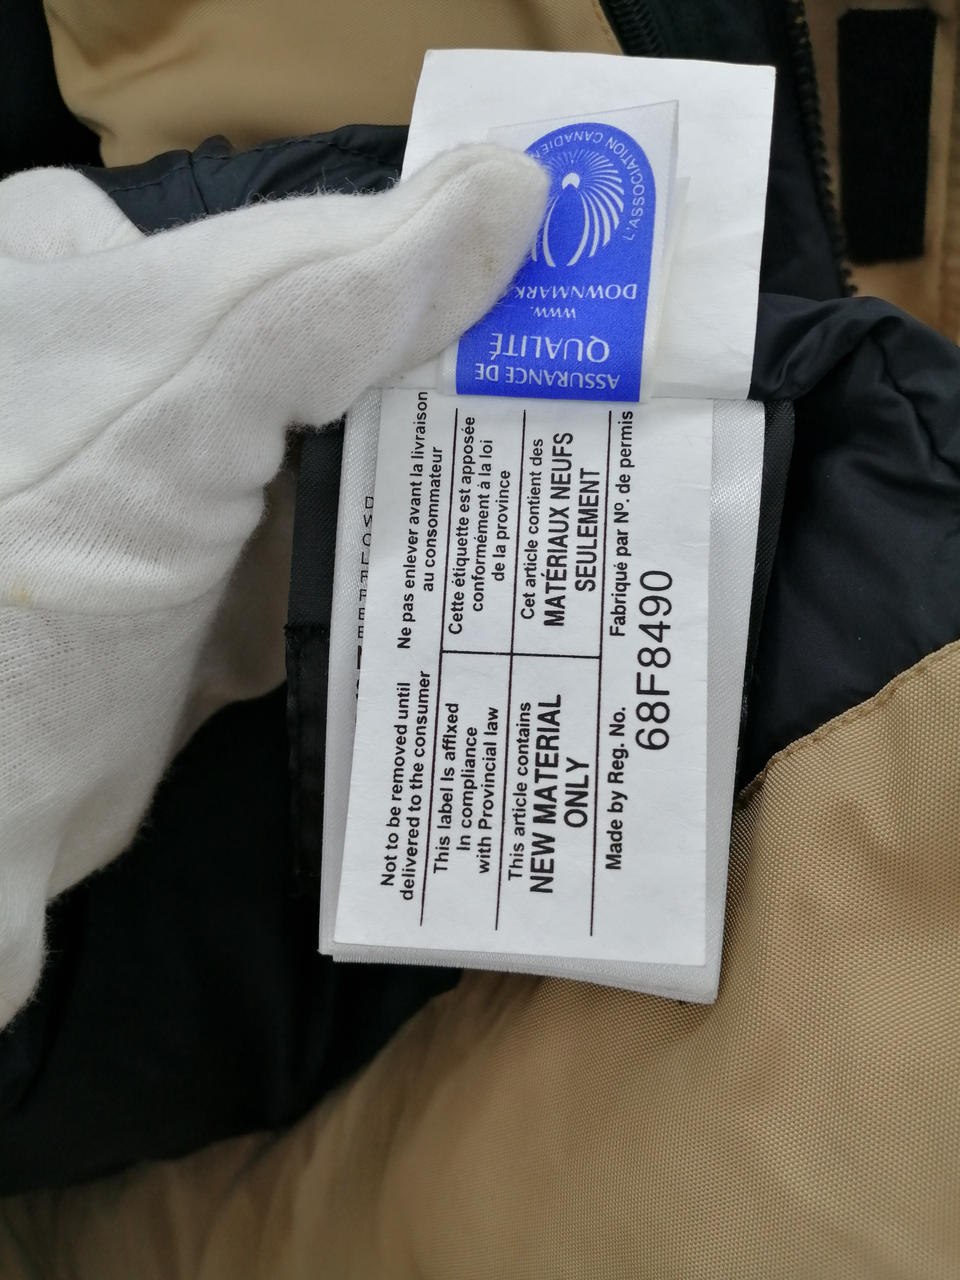 L'ASSOCIATION CANADIEN
DOWNMARK
www.
QUALITÉ
ASSURANCE DE
Not to be removed until
delivered to the consumer
Ne pas enlever avant la livraison
au consommateur
This label is affixed
in compliance
with Provincial law
Cette étiquette est apposée
conformément à la loi
de la province
This article contains
NEW MATERIAL
ONLY
Cet article contient des
MATÉRIAUX NEUFS
SEULEMENT
Made by Reg. No.
Fabriqué par Nº. de permis
68F8490